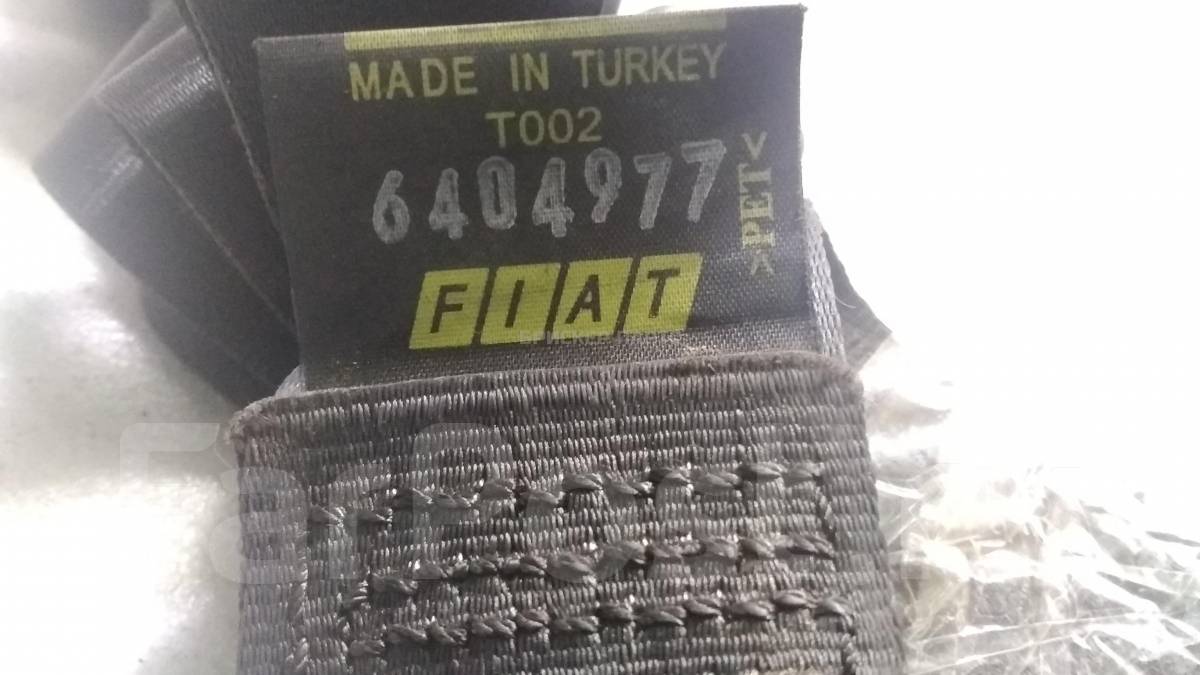 MADE IN TURKEY
T002
6404977
>PET<
FIAT